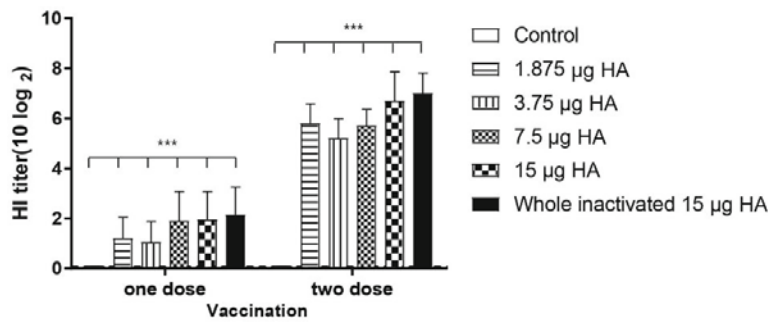 HI titer(10 log 2)
10
8
6
4
2
0
***
***
one dose
two dose
Vaccination
Control
1.875 µg HA
3.75 µg HA
7.5 µg HA
15 µg HA
Whole inactivated 15 µg HA